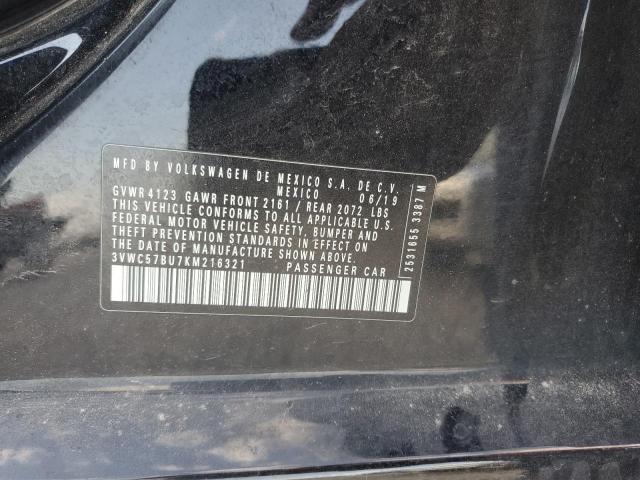 MFD BY VOLKSWAGEN DE MEXICO S.A. DE C.V.
MEXICO 06/19
GVWR 4123 GAWR FRONT 2161 / REAR 2072 LBS
THIS VEHICLE CONFORMS TO ALL APPLICABLE U.S.
FEDERAL MOTOR VEHICLE SAFETY, BUMPER AND
THEFT PREVENTION STANDARDS IN EFFECT ON
THE DATE OF MANUFACTURE SHOWN ABOVE.
3VWC57BU7KM216321 PASSENGER CAR
2531655 3387 M